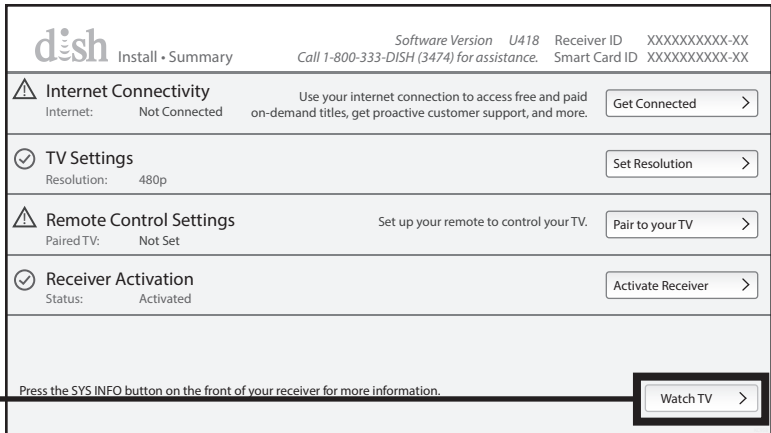 dish Install • Summary
Software Version U418 Receiver ID XXXXXXXXXX-XX
Call 1-800-333-DISH (3474) for assistance. Smart Card ID XXXXXXXXXX-XX
Internet Connectivity
Internet: Not Connected
Use your internet connection to access free and paid
on-demand titles, get proactive customer support, and more.
Get Connected
TV Settings
Resolution: 480p
Set Resolution
Remote Control Settings
Paired TV: Not Set
Set up your remote to control your TV.
Pair to your TV
Receiver Activation
Status: Activated
Activate Receiver
Press the SYS INFO button on the front of your receiver for more information.
Watch TV